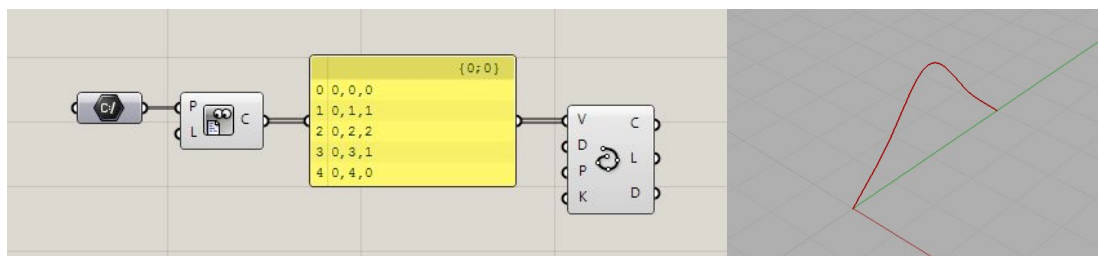 C:/
P
L
C
{0;0}
0 0,0,0
1 0,1,1
2 0,2,2
3 0,3,1
4 0,4,0
V
D
P
K
C
L
D